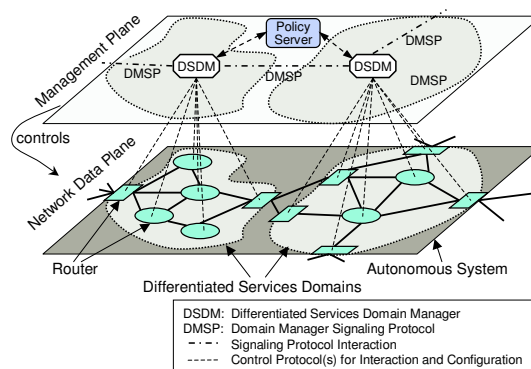 Policy
Server
Management Plane
DSDM
DSDM
DMSP
DMSP
DMSP
DMSP
controls
Network Data Plane
Router
Differentiated Services Domains
Autonomous System
DSDM: Differentiated Services Domain Manager
DMSP: Domain Manager Signaling Protocol
Signaling Protocol Interaction
Control Protocol(s) for Interaction and Configuration